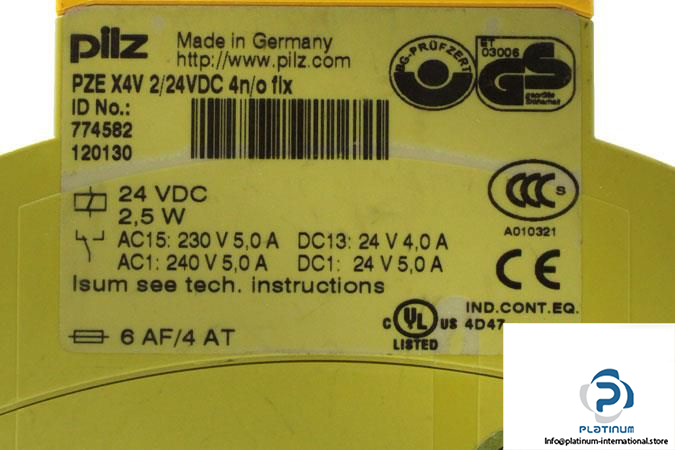 pilz
Made in Germany
http://www.pilz.com
PZE X4V 2/24VDC 4n/o fix
ID No.:
774582
120130
BG-PRÜFZERT
ET
03006
GS
geprüfte
Sicherheit
24 VDC
2,5 W
AC15: 230 V 5,0 A DC13: 24 V 4,0 A
AC1: 240 V 5,0 A DC1: 24 V 5,0 A
Isum see tech. instructions
6 AF/4 AT
CCC S
A010321
CE
IND.CONT.EQ.
C UL US 4D47
LISTED
PLATINUM
Info@platinum-international.store